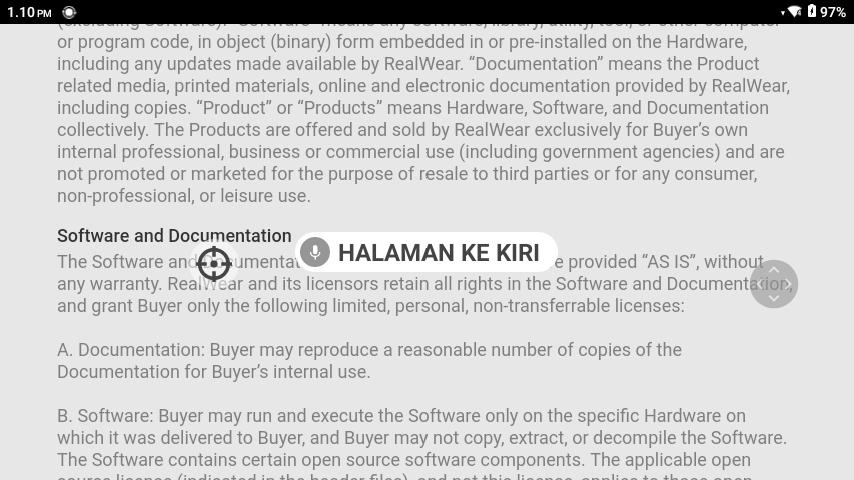 1.10 PM
97%
or program code, in object (binary) form embedded in or pre-installed on the Hardware,
including any updates made available by RealWear. “Documentation” means the Product
related media, printed materials, online and electronic documentation provided by RealWear,
including copies. “Product” or “Products” means Hardware, Software, and Documentation
collectively. The Products are offered and sold by RealWear exclusively for Buyer’s own
internal professional, business or commercial use (including government agencies) and are
not promoted or marketed for the purpose of resale to third parties or for any consumer,
non-professional, or leisure use.
Software and Documentation
HALAMAN KE KIRI
The Software and provided “AS IS”, without
any warranty. RealWear and its licensors retain all rights in the Software and Documentation,
and grant Buyer only the following limited, personal, non-transferrable licenses:
A. Documentation: Buyer may reproduce a reasonable number of copies of the
Documentation for Buyer’s internal use.
B. Software: Buyer may run and execute the Software only on the specific Hardware on
which it was delivered to Buyer, and Buyer may not copy, extract, or decompile the Software.
The Software contains certain open source software components. The applicable open